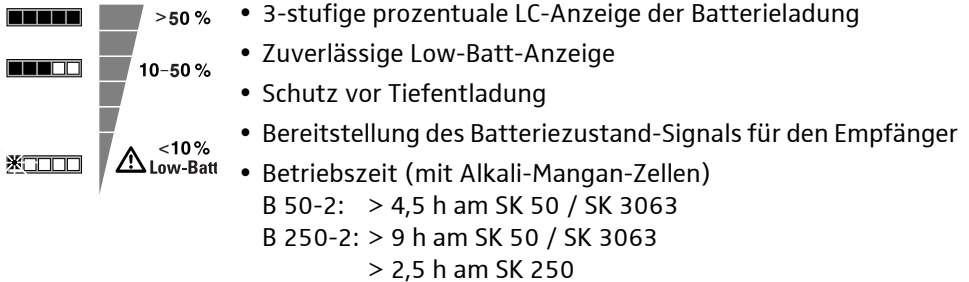 >50 %
10–50 %
<10 %
Low-Batt
• 3-stufige prozentuale LC-Anzeige der Batterieladung
• Zuverlässige Low-Batt-Anzeige
• Schutz vor Tiefentladung
• Bereitstellung des Batteriezustand-Signals für den Empfänger
• Betriebszeit (mit Alkali-Mangan-Zellen)
B 50-2: > 4,5 h am SK 50 / SK 3063
B 250-2: > 9 h am SK 50 / SK 3063
> 2,5 h am SK 250